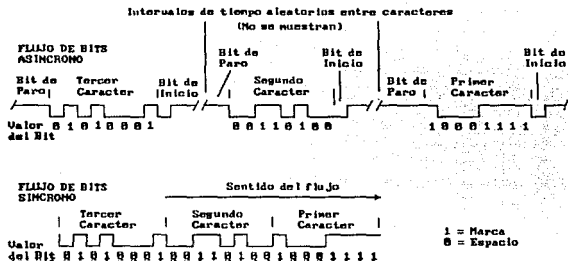 Intervalos de tiempo aleatorios entre caracteres
(No se muestran)
FLUJO DE BITS
ASINCRONO
Bit de
Paro
Tercer
Caracter
Bit de
Inicio
Bit de
Paro
Segundo
Caracter
Bit de
Inicio
Bit de
Paro
Primer
Caracter
Bit de
Inicio
Valor
del Bit
0 1 0 1 0 0 0 1
0 0 1 1 0 1 0 0
1 0 0 0 1 1 1 1
FLUJO DE BITS
SINCRONO
Sentido del flujo
Tercer
Caracter
Segundo
Caracter
Primer
Caracter
Valor
del Bit
0 1 0 1 0 0 0 1 0 0 1 1 0 1 0 0 1 0 0 0 1 1 1 1
1 = Marca
0 = Espacio